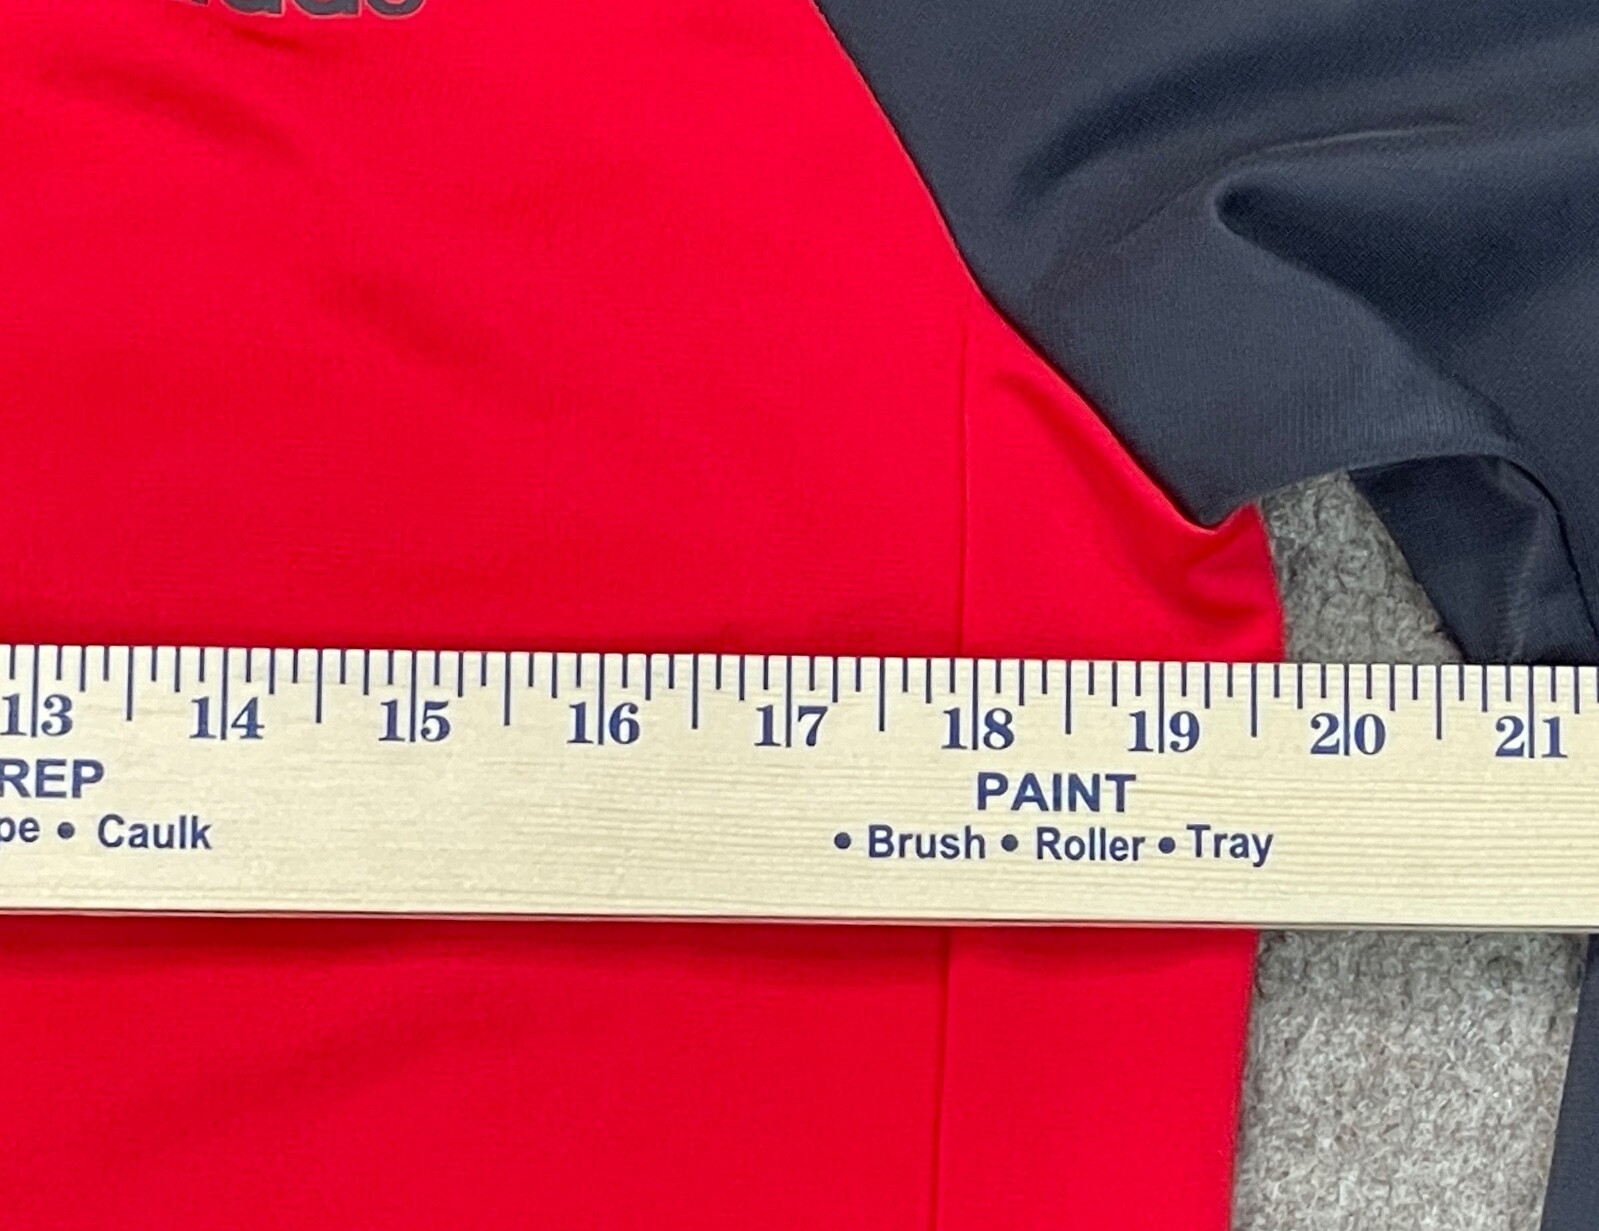 13 14 15 16 17 18 19 20 21
REP PAINT
pe • Caulk • Brush • Roller • Tray